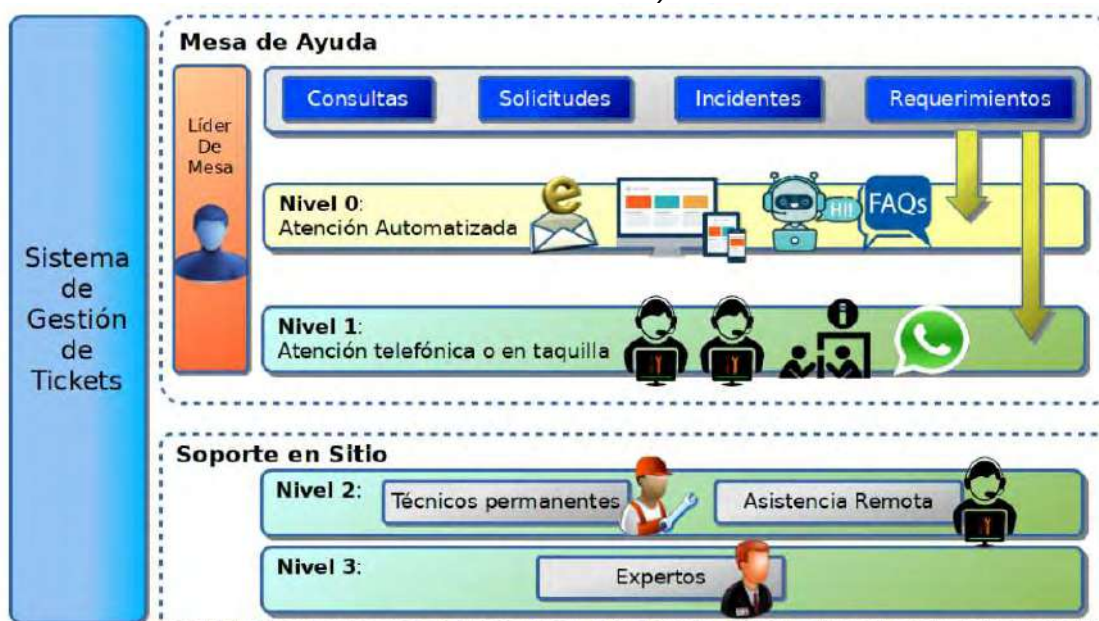 Mesa de Ayuda
Sistema
de
Gestión
de
Tickets
Líder
De
Mesa
Consultas
Solicitudes
Incidentes
Requerimientos
Nivel 0:
Atención Automatizada
e
HI!
FAQs
Nivel 1:
Atención telefónica o en taquilla
i
Soporte en Sitio
Nivel 2:
Técnicos permanentes
Asistencia Remota
Nivel 3:
Expertos